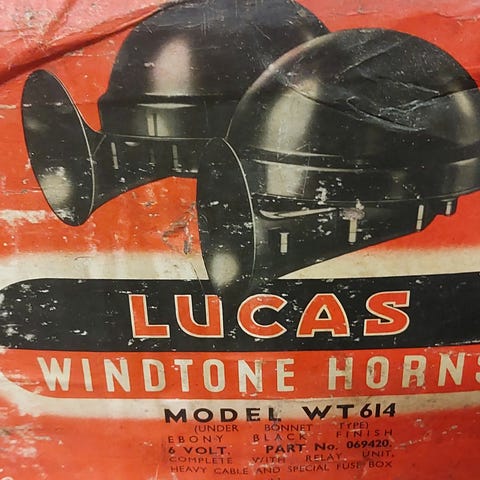 LUCAS
WINDTONE HORNS
MODEL WT614
(UNDER BONNET TYPE)
EBONY BLACK FINISH
6 VOLT. PART No. 069420.
COMPLETE WITH RELAY UNIT,
HEAVY CABLE AND SPECIAL FUSE BOX